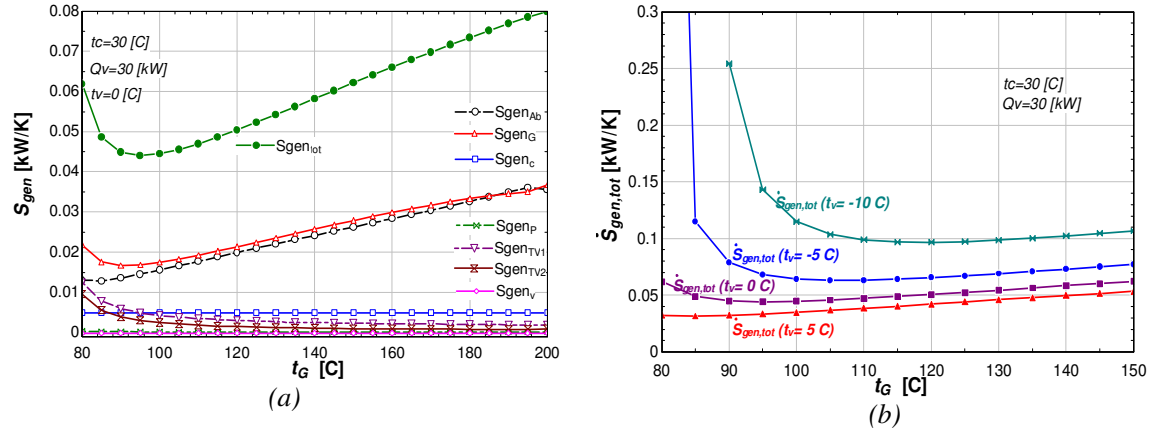 0.08
0.07
0.06
0.05
0.04
0.03
0.02
0.01
0
S_gen [kW/K]
tc=30 [C]
Qv=30 [kW]
tv=0 [C]
Sgen_tot
Sgen_Ab
Sgen_G
Sgen_c
Sgen_P
Sgen_TV1
Sgen_TV2
Sgen_v
80 100 120 140 160 180 200
t_G [C]
(a)
0.3
0.25
0.2
0.15
0.1
0.05
0
Ṡ_gen,tot [kW/K]
tc=30 [C]
Qv=30 [kW]
Ṡ_gen,tot (t_v= -10 C)
Ṡ_gen,tot (t_v= -5 C)
Ṡ_gen,tot (t_v= 0 C)
Ṡ_gen,tot (t_v= 5 C)
80 90 100 110 120 130 140 150
t_G [C]
(b)